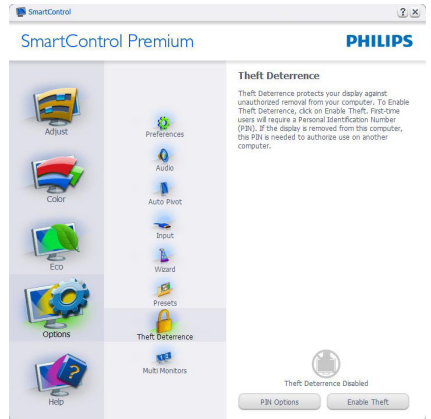 SmartControl
? ×
SmartControl Premium
PHILIPS
Adjust
Color
Eco
Options
Help
Preferences
Audio
Auto Pivot
Input
Wizard
Presets
Theft Deterrence
Multi Monitors
Theft Deterrence
Theft Deterrence protects your display against
unauthorized removal from your computer. To Enable
Theft Deterrence, click on Enable Theft. First-time
users will require a Personal Identification Number
(PIN). If the display is removed from this computer,
this PIN is needed to authorize use on another
computer.
Theft Deterrence Disabled
PIN Options
Enable Theft